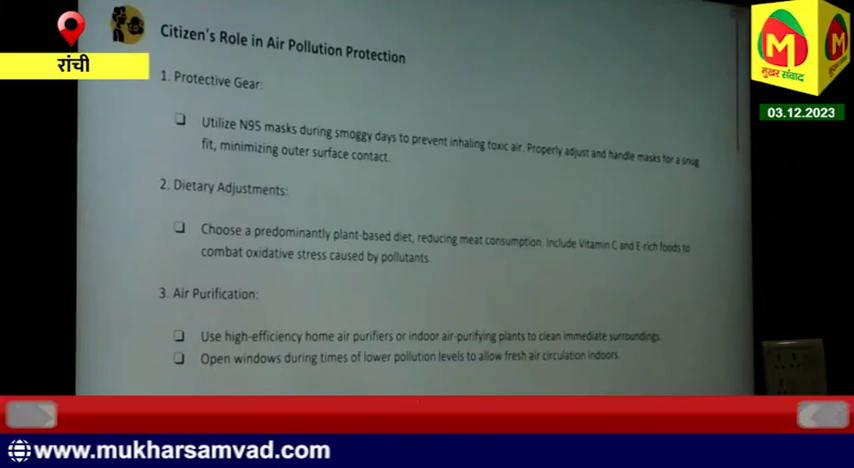 रांची
M
M
मुखर संवाद
03.12.2023
Citizen's Role in Air Pollution Protection
1. Protective Gear:
Utilize N95 masks during smoggy days to prevent inhaling toxic air. Properly adjust and handle masks for a snug
fit, minimizing outer surface contact.
2. Dietary Adjustments:
Choose a predominantly plant-based diet, reducing meat consumption. Include Vitamin C and E-rich foods to
combat oxidative stress caused by pollutants.
3. Air Purification:
Use high-efficiency home air purifiers or indoor air-purifying plants to clean immediate surroundings.
Open windows during times of lower pollution levels to allow fresh air circulation indoors.
www.mukharsamvad.com